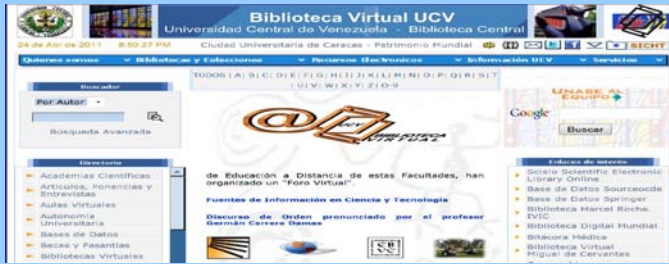 Biblioteca Virtual UCV
Universidad Central de Venezuela - Biblioteca Central
24 de Abr de 2011 8:50:27 PM Ciudad Universitaria de Caracas - Patrimonio Mundial SICHT
Quienes somos Bibliotecas y Colecciones Recursos Electronicos Información UCV Servicios
TODOS | A | B | C | D | E | F | G | H | I | J | K | L | M | N | O | P | Q | R | S | T
| U | V | W | X | Y | Z | 0-9
Buscador
Por Autor
Búsqueda Avanzada
Directorio
Academias Científicas
Artículos, Ponencias y
Entrevistas
Aulas Virtuales
Autonomía
Universitaria
Bases de Datos
Becas y Pasantías
Bibliotecas Virtuales
UCV
BIBLIOTECA
VIRTUAL
de Educación a Distancia de estas Facultades, han
organizado un "Foro Virtual".
Fuentes de Información en Ciencia y Tecnología
Discurso de Orden pronunciado por el profesor
Germán Carrera Damas
UNASE AL
EQUIPO
Google
Buscar
Enlaces de interés
Scielo Scientific Electronic
Library Online
Base de Datos Sourceocde
Base de Datos Springer
Biblioteca Marcel Roche.
IVIC
Biblioteca Digital Mundial
Bitácora Médica
Biblioteca Virtual
Miguel de Cervantes